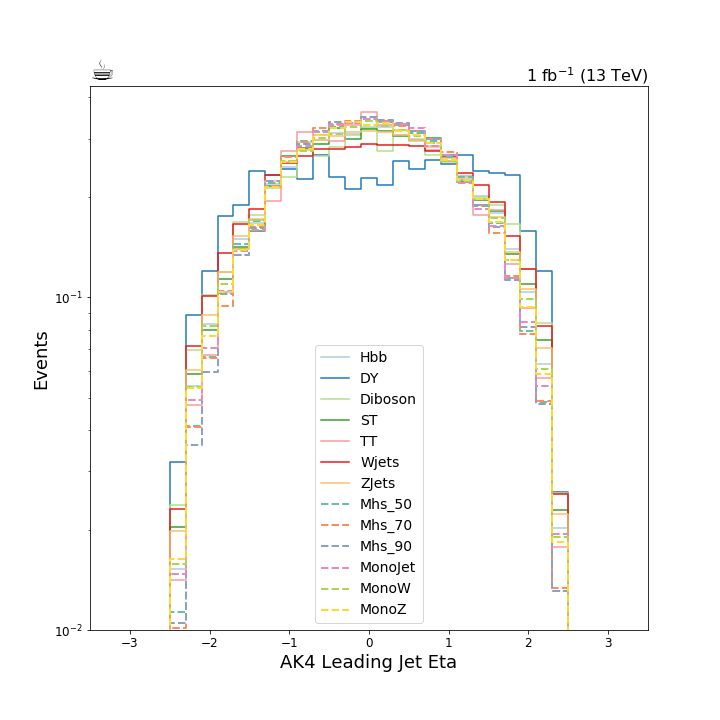 1 fb⁻¹ (13 TeV)
Events
10⁻¹
10⁻²
Hbb
DY
Diboson
ST
TT
Wjets
ZJets
Mhs_50
Mhs_70
Mhs_90
MonoJet
MonoW
MonoZ
−3 −2 −1 0 1 2 3
AK4 Leading Jet Eta